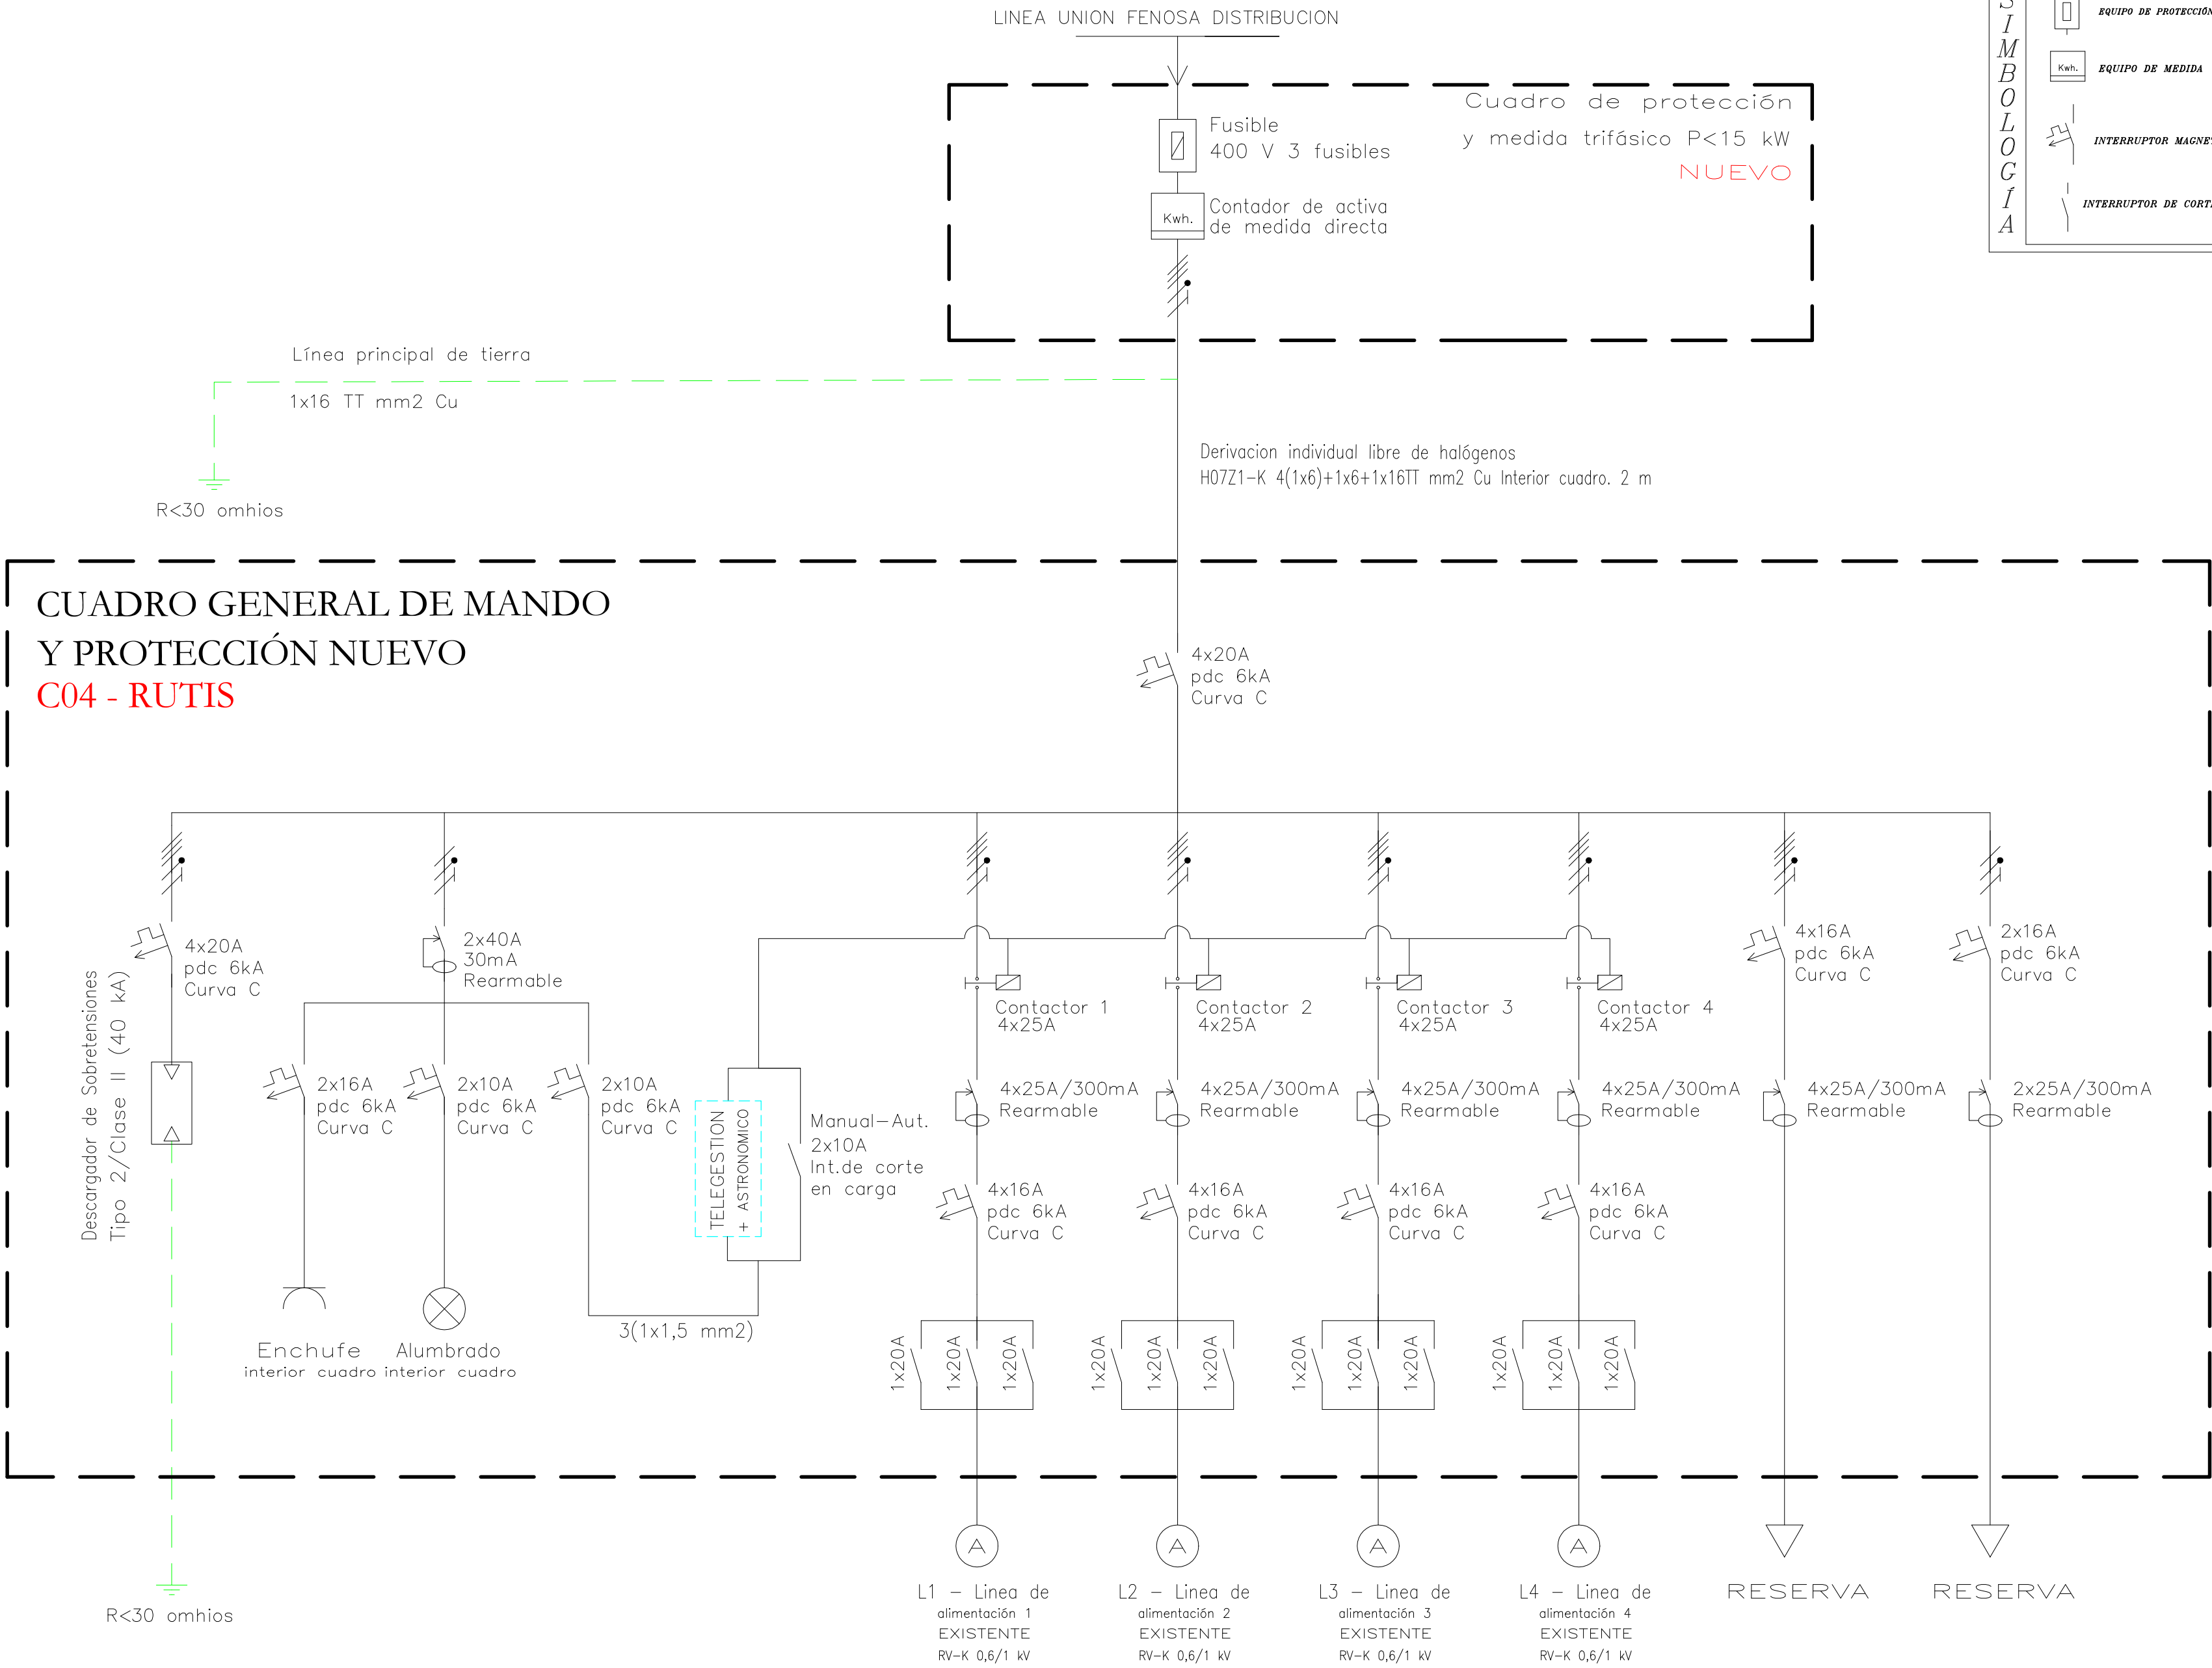 LINEA UNION FENOSA DISTRIBUCION
Cuadro de protección
y medida trifásico P<15 kW
NUEVO
Fusible
400 V 3 fusibles
Kwh.
Contador de activa
de medida directa
SIMBOLOGÍA
EQUIPO DE PROTECCIÓN
Kwh.
EQUIPO DE MEDIDA
INTERRUPTOR MAGNET
INTERRUPTOR DE CORTE
Línea principal de tierra
1x16 TT mm2 Cu
R<30 omhios
Derivacion individual libre de halógenos
H07Z1-K 4(1x6)+1x6+1x16TT mm2 Cu Interior cuadro. 2 m
CUADRO GENERAL DE MANDO
Y PROTECCIÓN NUEVO
C04 - RUTIS
4x20A
pdc 6kA
Curva C
Descargador de Sobretensiones
Tipo 2/Clase II (40 kA)
4x20A
pdc 6kA
Curva C
2x40A
30mA
Rearmable
2x16A
pdc 6kA
Curva C
2x10A
pdc 6kA
Curva C
2x10A
pdc 6kA
Curva C
TELEGESTION
+ ASTRONOMICO
Manual-Aut.
2x10A
Int.de corte
en carga
Enchufe
interior cuadro
Alumbrado
interior cuadro
3(1x1,5 mm2)
Contactor 1
4x25A
Contactor 2
4x25A
Contactor 3
4x25A
Contactor 4
4x25A
4x16A
pdc 6kA
Curva C
2x16A
pdc 6kA
Curva C
4x25A/300mA
Rearmable
4x25A/300mA
Rearmable
4x25A/300mA
Rearmable
4x25A/300mA
Rearmable
4x25A/300mA
Rearmable
2x25A/300mA
Rearmable
4x16A
pdc 6kA
Curva C
4x16A
pdc 6kA
Curva C
4x16A
pdc 6kA
Curva C
4x16A
pdc 6kA
Curva C
1x20A
1x20A
1x20A
1x20A
1x20A
1x20A
1x20A
1x20A
1x20A
1x20A
1x20A
1x20A
R<30 omhios
A
L1 - Linea de
alimentación 1
EXISTENTE
RV-K 0,6/1 kV
A
L2 - Linea de
alimentación 2
EXISTENTE
RV-K 0,6/1 kV
A
L3 - Linea de
alimentación 3
EXISTENTE
RV-K 0,6/1 kV
A
L4 - Linea de
alimentación 4
EXISTENTE
RV-K 0,6/1 kV
RESERVA
RESERVA